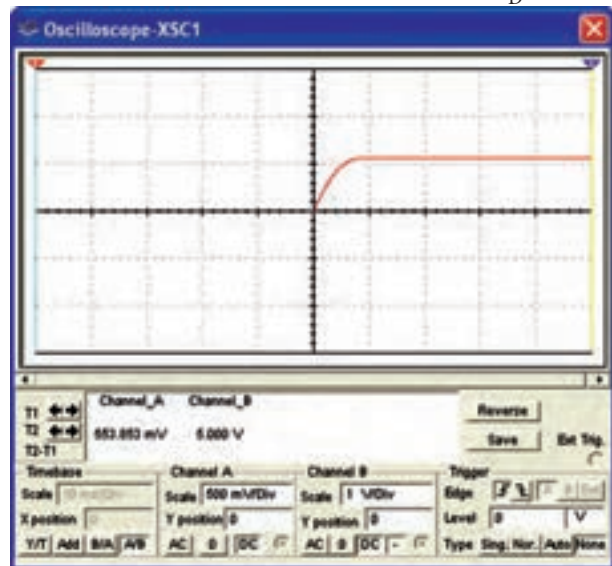 D
Oscilloscope-XSC1
T1
T2
T2-T1
Channel_A Channel_B
653.853 mV 5.000 V
Reverse
Save
Ext Trig.
Timebase
Scale
X position 0
Y/T Add B/A A/B
Channel A
Scale 500 mV/Div
Y position 0
AC 0 DC
Channel B
Scale 1 V/Div
Y position 0
AC 0 DC -
Trigger
Edge
Level 0 V
Type Sing. Nor. Auto None